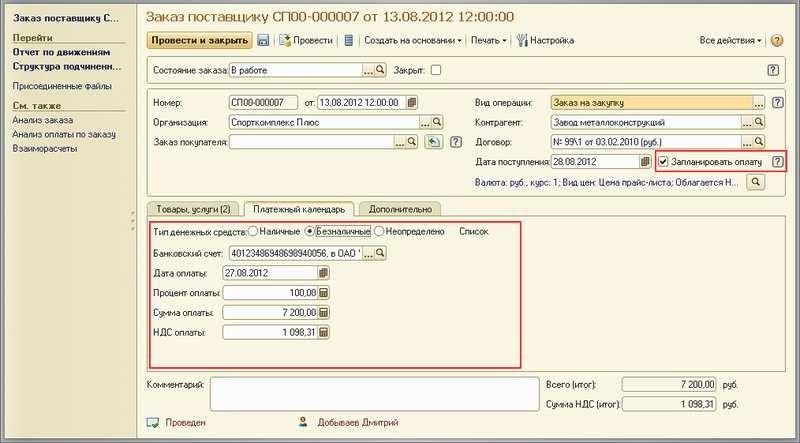 Заказ поставщику СП00-000007 от 13.08.2012 12:00:00
Заказ поставщику С...
Перейти
Отчет по движениям
Структура подчиненн...
Присоединенные файлы
См. также
Анализ заказа
Анализ оплаты по заказу
Взаиморасчеты
Провести и закрыть Провести Создать на основании Печать Настройка Все действия ?
Состояние заказа: В работе ... Закрыт: ?
Номер: СП00-000007 от: 13.08.2012 12:00:00 Вид операции: Заказ на закупку ...
Организация: Спорткомплекс Плюс ... Контрагент: Завод металлоконструкций ...
Заказ покупателя: ... ? Договор: № 99\1 от 03.02.2010 (руб.) ...
Дата поступления: 28.08.2012 Запланировать оплату ?
Валюта: руб., курс: 1; Вид цен: Цена прайс-листа; Облагается Н...
Товары, услуги (2) Платежный календарь Дополнительно
Тип денежных средств: Наличные Безналичные Неопределено Список
Банковский счет: 40123486948698940056, в ОАО ' ...
Дата оплаты: 27.08.2012
Процент оплаты: 100,00
Сумма оплаты: 7 200,00
НДС оплаты: 1 098,31
Комментарий: Всего (итог): 7 200,00 руб.
Сумма НДС (итог): 1 098,31 руб.
Проведен Добываев Дмитрий